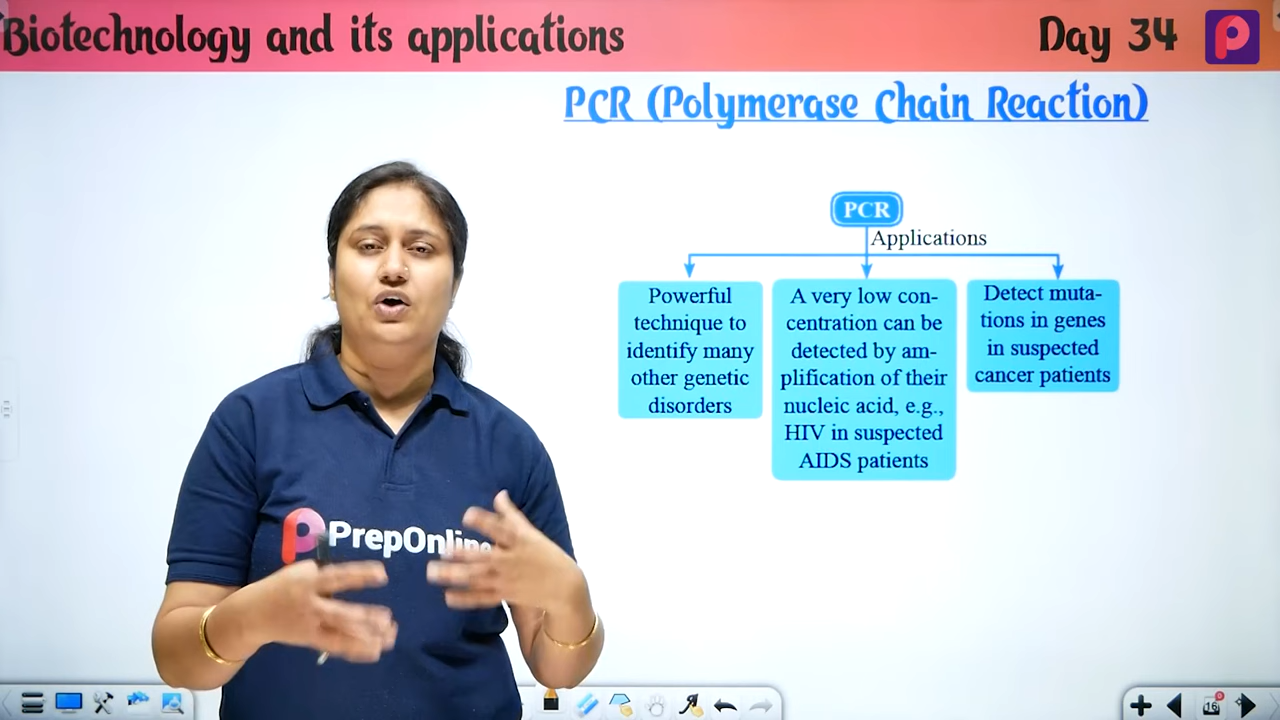 Biotechnology and its applications
Day 34
PCR (Polymerase Chain Reaction)
PCR
Applications
Powerful
technique to
identify many
other genetic
disorders
A very low con-
centration can be
detected by am-
plification of their
nucleic acid, e.g.,
HIV in suspected
AIDS patients
Detect muta-
tions in genes
in suspected
cancer patients
PrepOnline
16